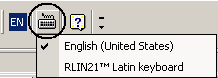 EN
English (United States)
RLIN21™ Latin keyboard